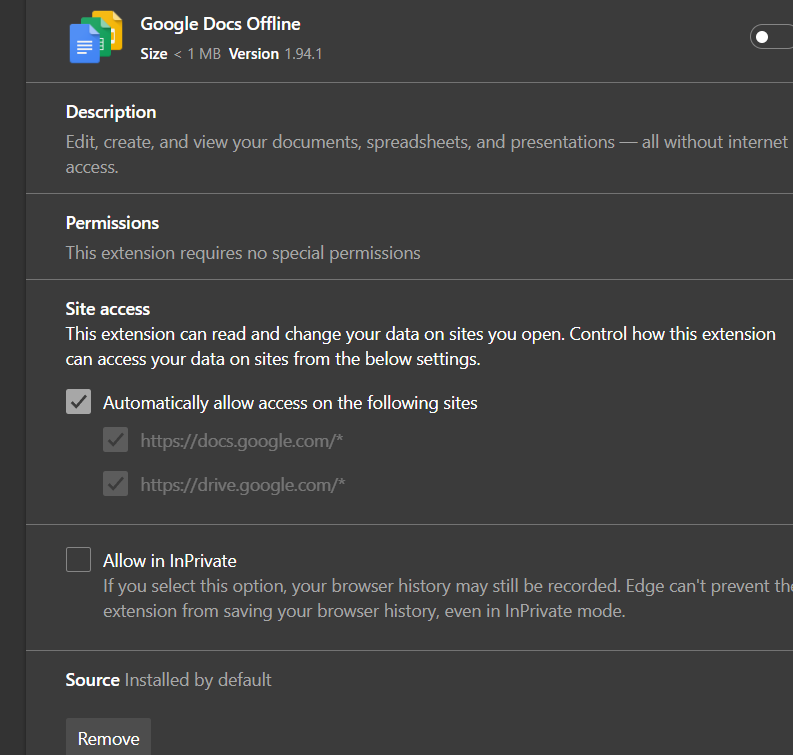 Google Docs Offline
Size < 1 MB Version 1.94.1
Description
Edit, create, and view your documents, spreadsheets, and presentations — all without internet
access.
Permissions
This extension requires no special permissions
Site access
This extension can read and change your data on sites you open. Control how this extension
can access your data on sites from the below settings.
Automatically allow access on the following sites
https://docs.google.com/*
https://drive.google.com/*
Allow in InPrivate
If you select this option, your browser history may still be recorded. Edge can't prevent the
extension from saving your browser history, even in InPrivate mode.
Source Installed by default
Remove